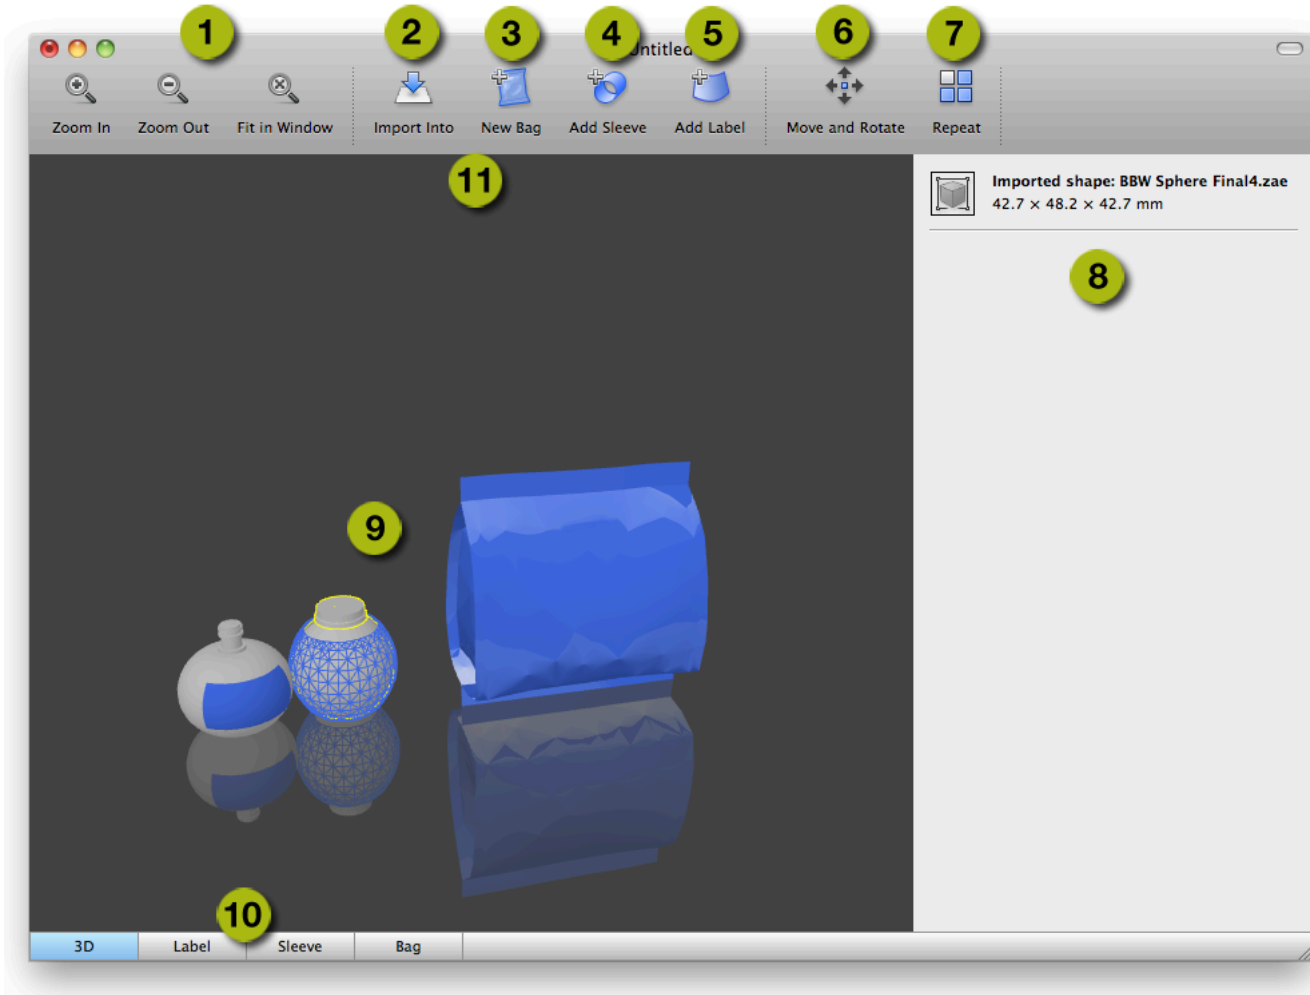 1 2 3 4 5 6 7
Untitled
Zoom In Zoom Out Fit in Window Import Into New Bag Add Sleeve Add Label Move and Rotate Repeat
11
Imported shape: BBW Sphere Final4.zae
42.7 × 48.2 × 42.7 mm
8
9
10
3D Label Sleeve Bag